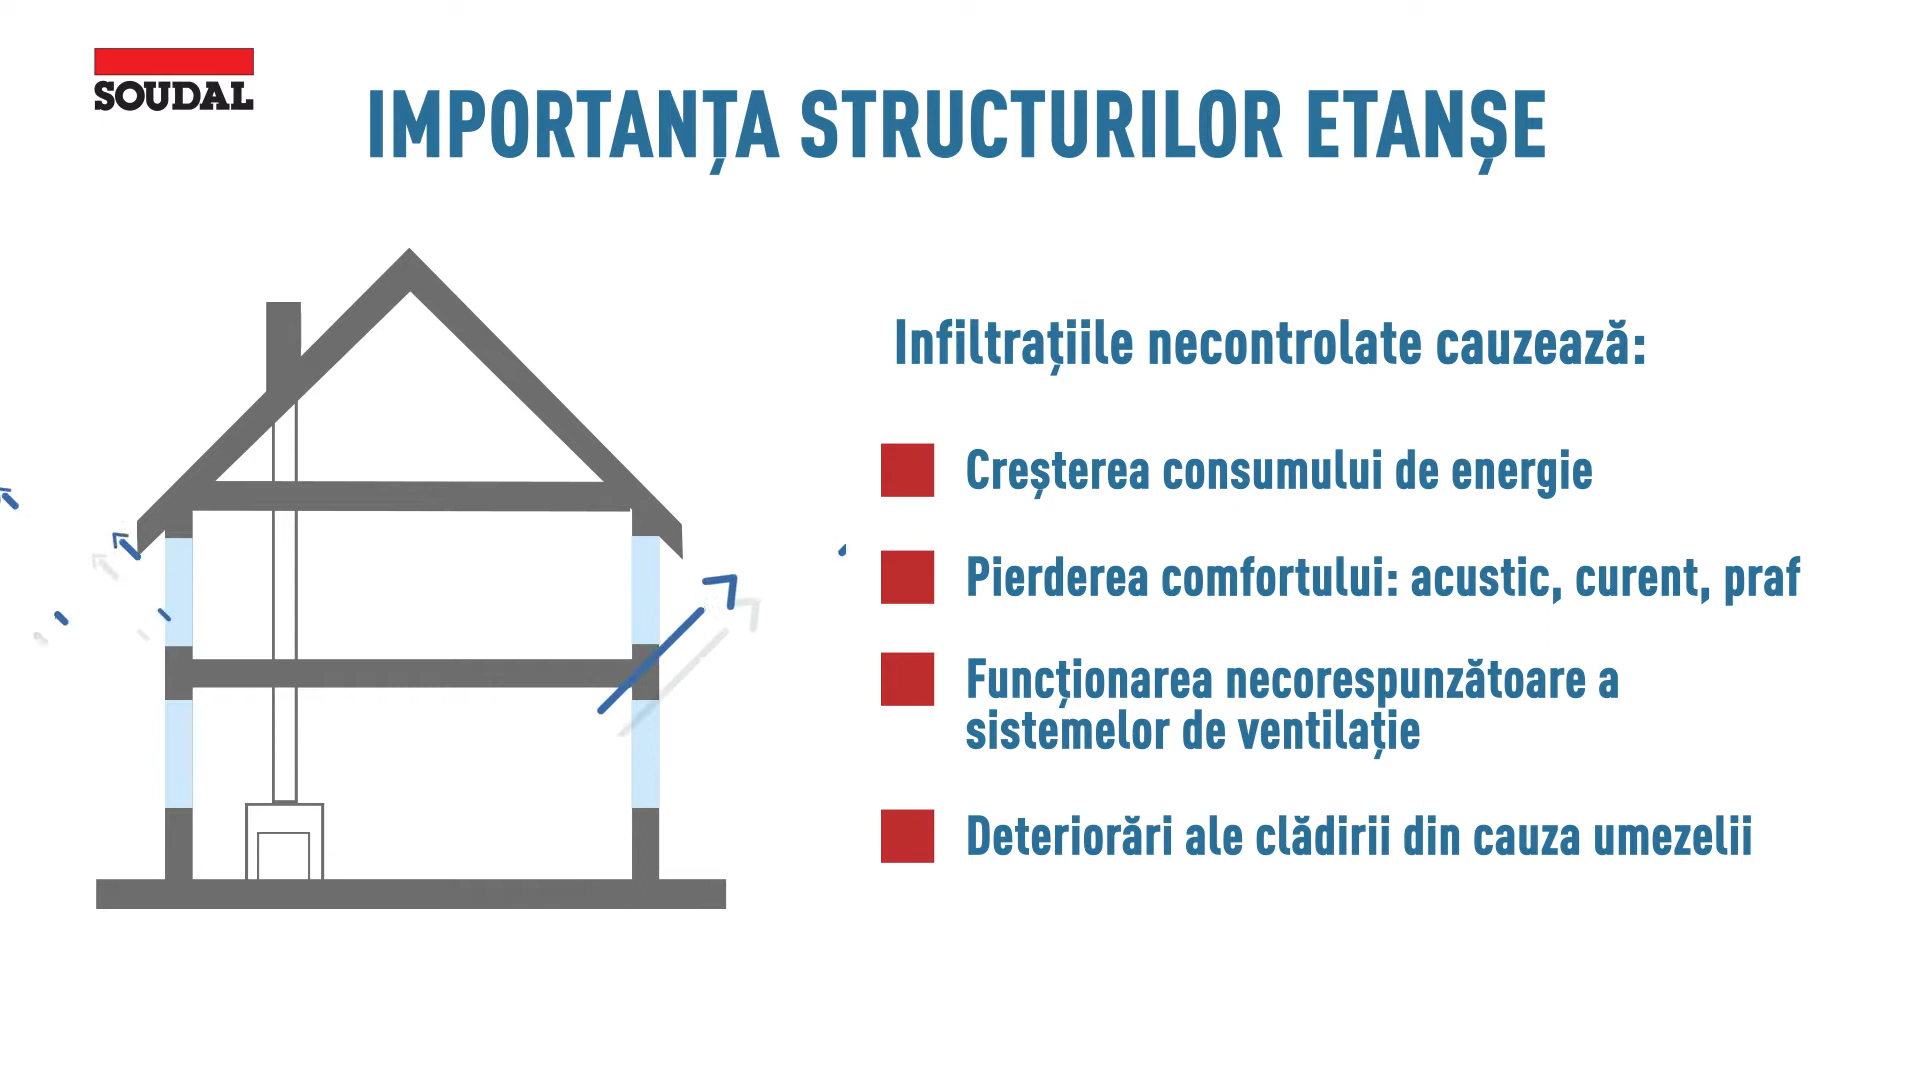 SOUDAL
IMPORTANȚA STRUCTURILOR ETANȘE
Infiltrațiile necontrolate cauzează:
Creșterea consumului de energie
Pierderea comfortului: acustic, curent, praf
Funcționarea necorespunzătoare a
sistemelor de ventilație
Deteriorări ale clădirii din cauza umezelii